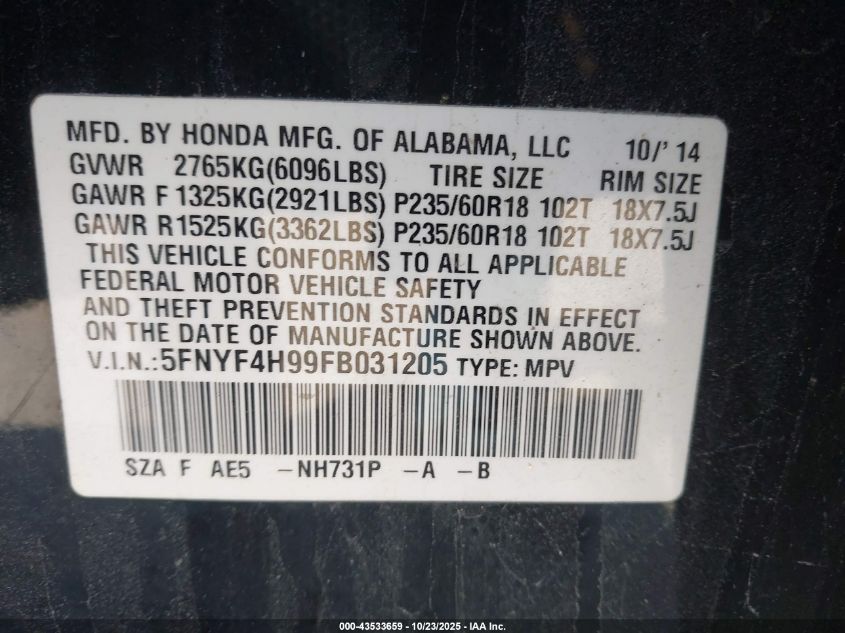 MFD. BY HONDA MFG. OF ALABAMA, LLC 10/' 14
GVWR 2765KG(6096LBS) TIRE SIZE RIM SIZE
GAWR F 1325KG(2921LBS) P235/60R18 102T 18X7.5J
GAWR R1525KG(3362LBS) P235/60R18 102T 18X7.5J
THIS VEHICLE CONFORMS TO ALL APPLICABLE
FEDERAL MOTOR VEHICLE SAFETY
AND THEFT PREVENTION STANDARDS IN EFFECT
ON THE DATE OF MANUFACTURE SHOWN ABOVE.
V.I.N.:5FNYF4H99FB031205 TYPE: MPV
SZA F AE5 -NH731P -A -B
000-43533659 - 10/23/2025 - IAA Inc.